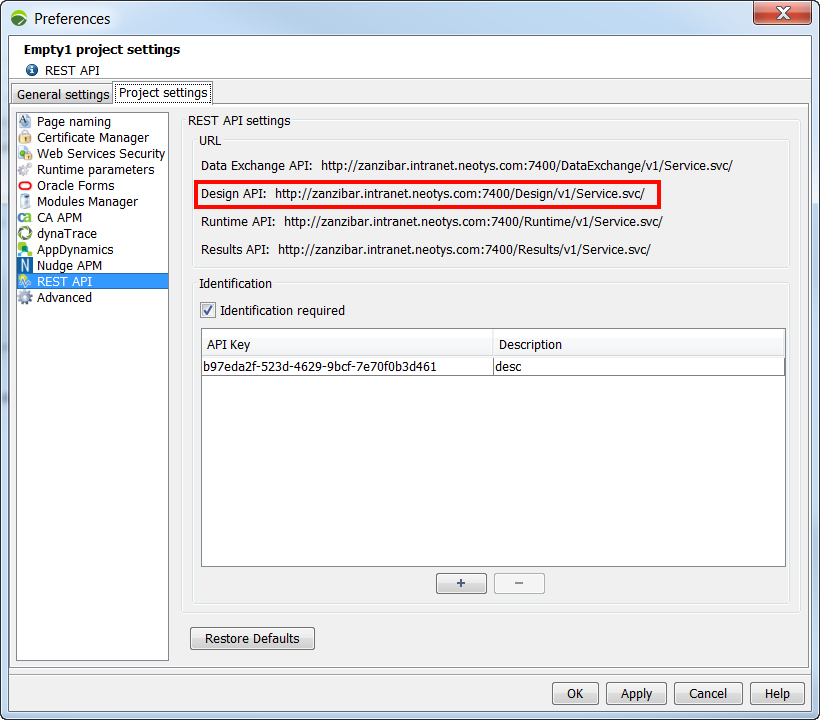 Preferences
Empty1 project settings
REST API
General settings
Project settings
Page naming
Certificate Manager
Web Services Security
Runtime parameters
Oracle Forms
Modules Manager
CA APM
dynaTrace
AppDynamics
Nudge APM
REST API
Advanced
REST API settings
URL
Data Exchange API: http://zanzibar.intranet.neotys.com:7400/DataExchange/v1/Service.svc/
Design API: http://zanzibar.intranet.neotys.com:7400/Design/v1/Service.svc/
Runtime API: http://zanzibar.intranet.neotys.com:7400/Runtime/v1/Service.svc/
Results API: http://zanzibar.intranet.neotys.com:7400/Results/v1/Service.svc/
Identification
Identification required
API Key Description
b97eda2f-523d-4629-9bcf-7e70f0b3d461 desc
+ −
Restore Defaults
OK Apply Cancel Help